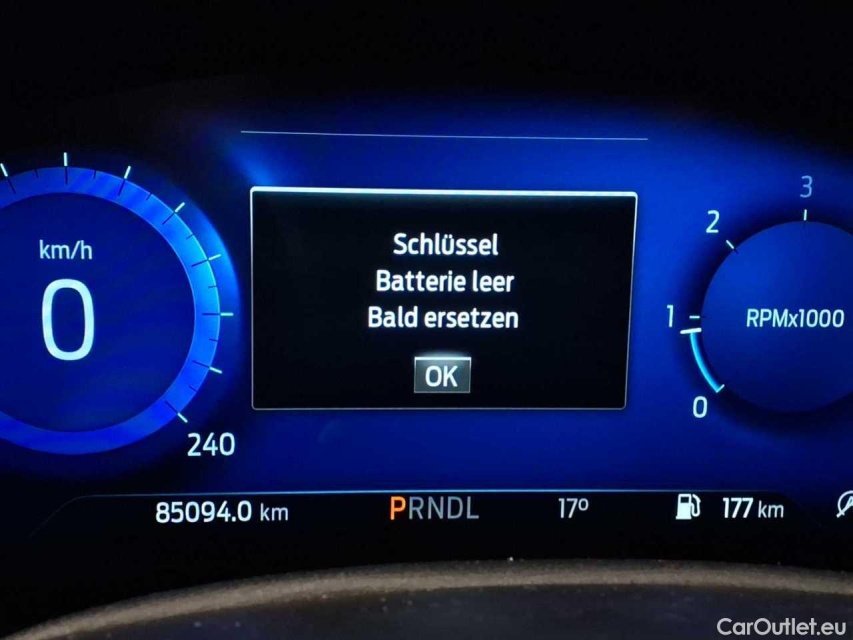 km/h
0
240
Schlüssel
Batterie leer
Bald ersetzen
OK
3
2
1
0
RPMx1000
85094.0 km
PRNDL
17º
177 km
CarOutlet.eu